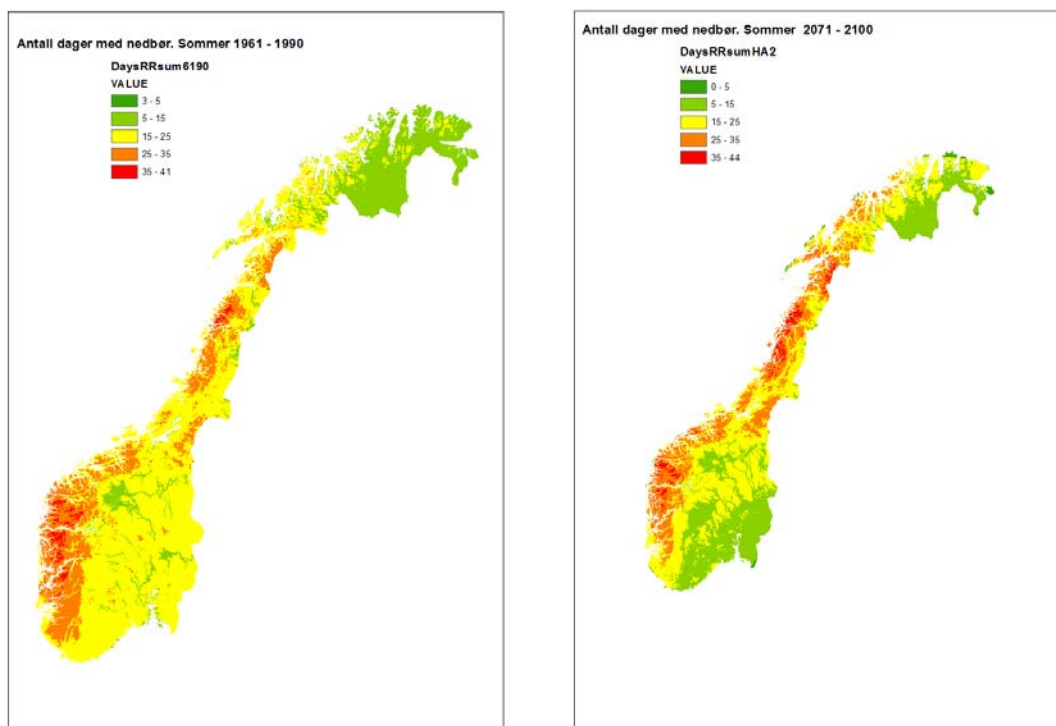 Antall dager med nedbør. Sommer 1961 - 1990
DaysRRsum6190
VALUE
3 - 5
5 - 15
15 - 25
25 - 35
35 - 41
Antall dager med nedbør. Sommer 2071 - 2100
DaysRRsumHA2
VALUE
0 - 5
5 - 15
15 - 25
25 - 35
35 - 44